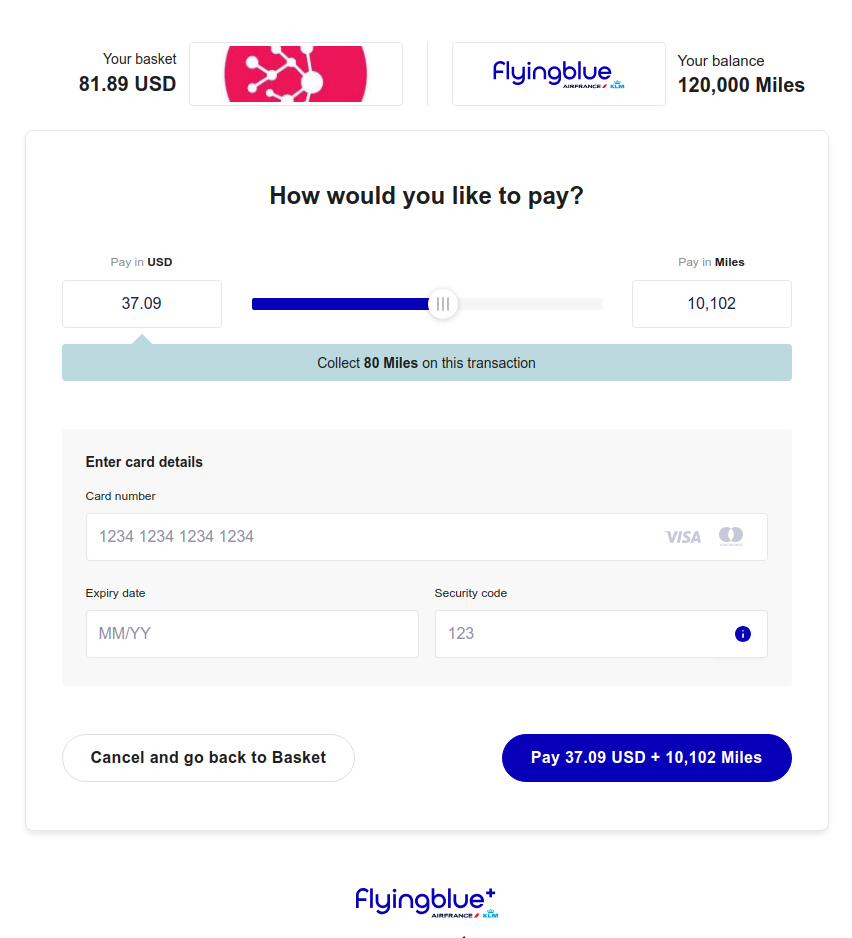 Your basket
81.89 USD
Flyingblue
AIRFRANCE KLM
Your balance
120,000 Miles
How would you like to pay?
Pay in USD
Pay in Miles
37.09
10,102
Collect 80 Miles on this transaction
Enter card details
Card number
1234 1234 1234 1234
VISA
Expiry date
Security code
MM/YY
123
Cancel and go back to Basket
Pay 37.09 USD + 10,102 Miles
Flyingblue+
AIRFRANCE KLM